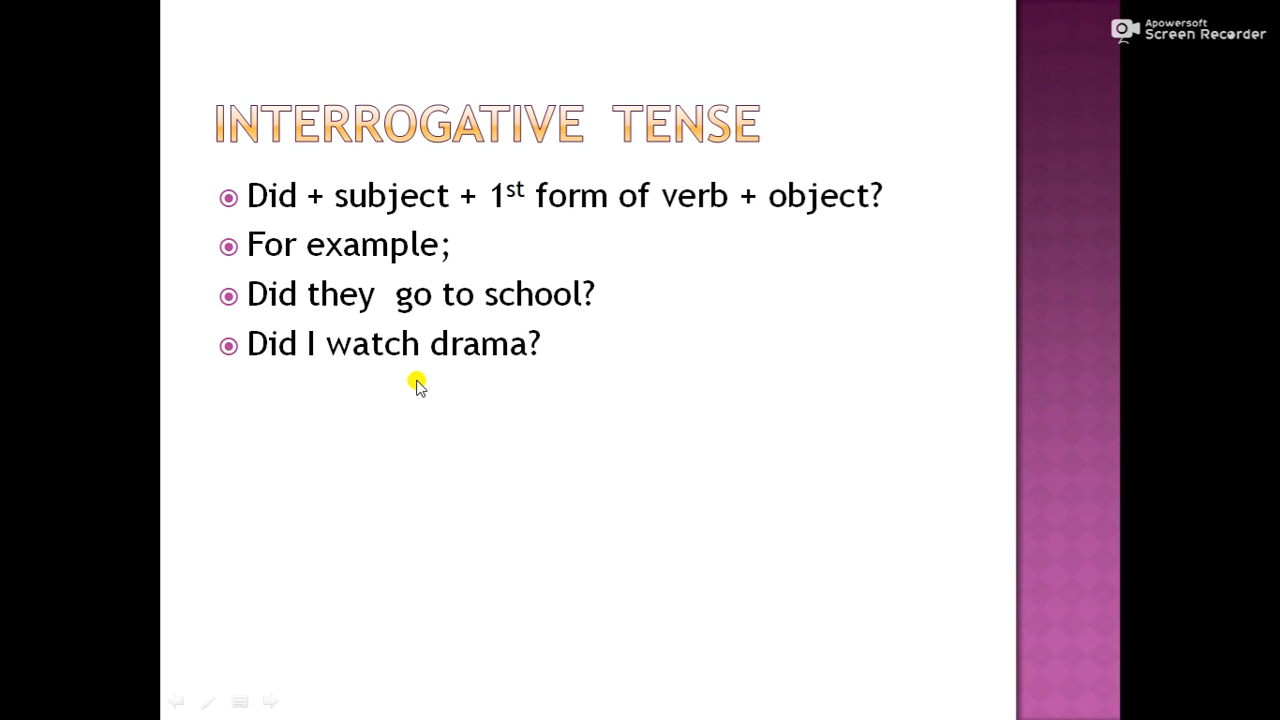 Apowersoft
Screen Recorder
INTERROGATIVE TENSE
Did + subject + 1st form of verb + object?
For example;
Did they go to school?
Did I watch drama?